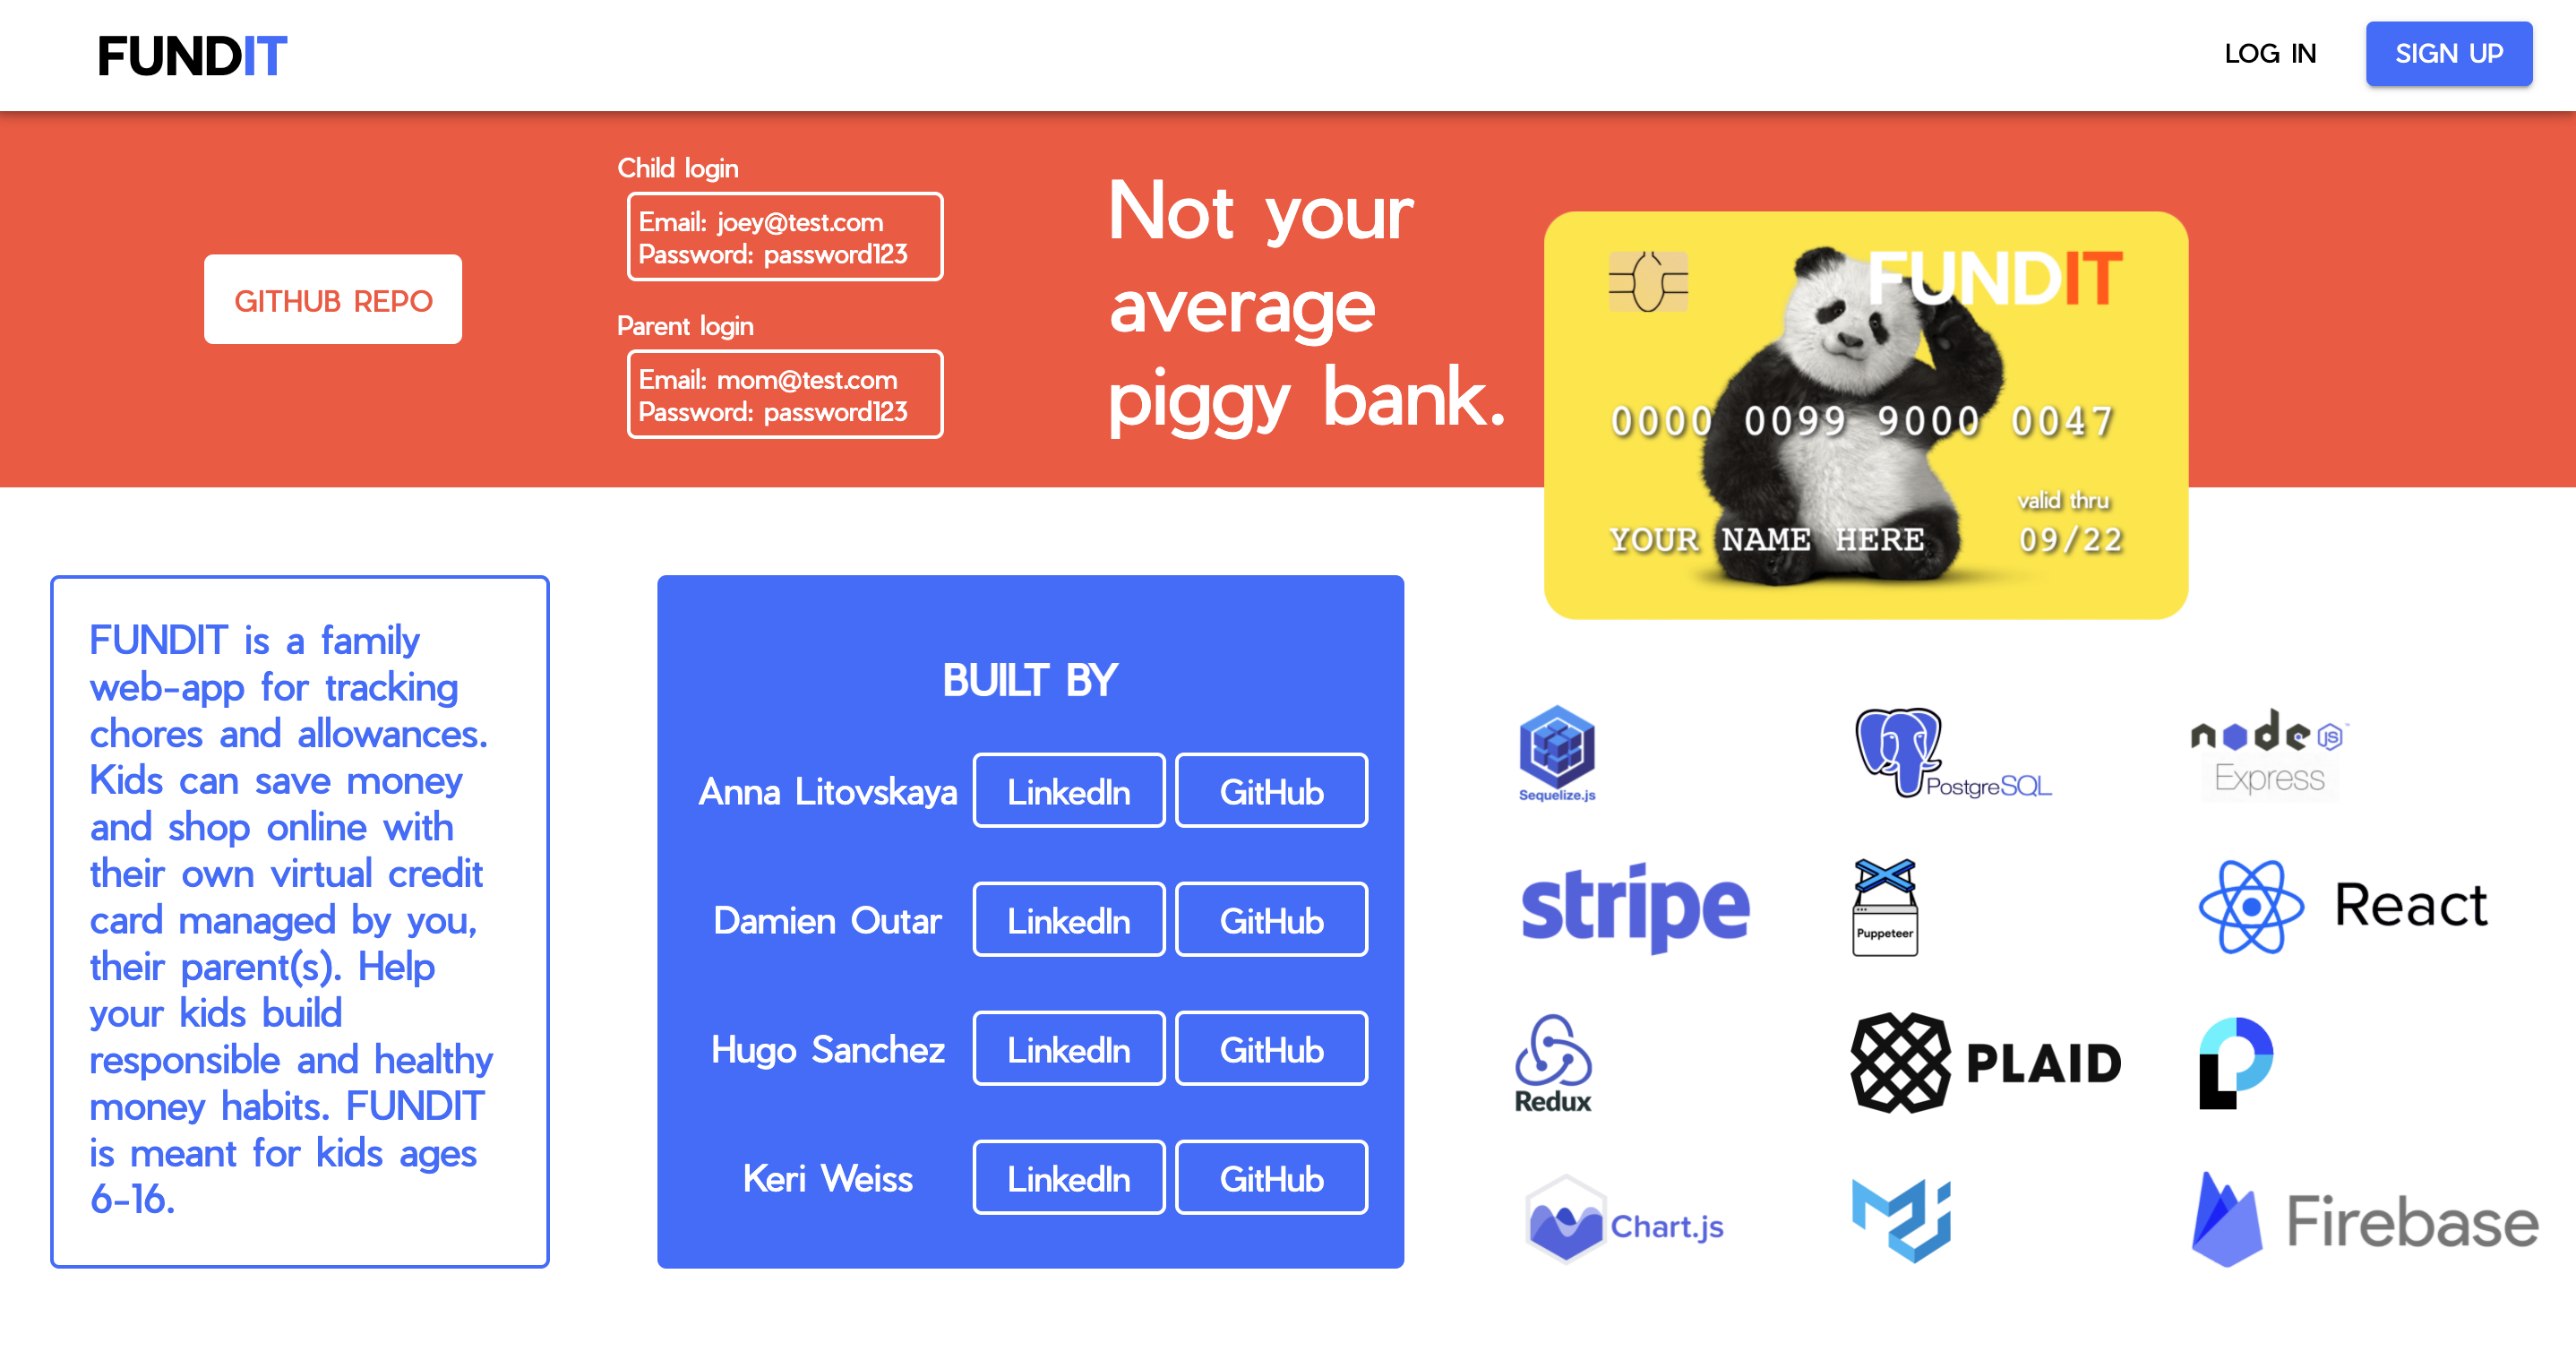 FUNDIT
LOG IN
SIGN UP
GITHUB REPO
Child login
Email: joey@test.com
Password: password123
Parent login
Email: mom@test.com
Password: password123
Not your
average
piggy bank.
FUNDIT
0000 0099 9000 0047
valid thru
YOUR NAME HERE 09/22
FUNDIT is a family
web-app for tracking
chores and allowances.
Kids can save money
and shop online with
their own virtual credit
card managed by you,
their parent(s). Help
your kids build
responsible and healthy
money habits. FUNDIT
is meant for kids ages
6-16.
BUILT BY
Anna Litovskaya LinkedIn GitHub
Damien Outar LinkedIn GitHub
Hugo Sanchez LinkedIn GitHub
Keri Weiss LinkedIn GitHub
Sequelize.js
PostgreSQL
node JS
Express
stripe
Puppeteer
React
Redux
PLAID
Chart.js
Firebase